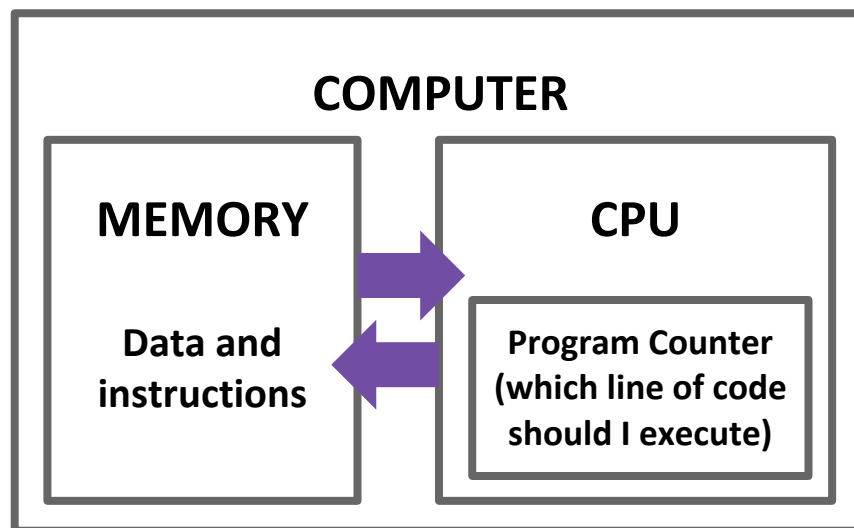 COMPUTER
MEMORY
Data and
instructions
CPU
Program Counter
(which line of code
should I execute)